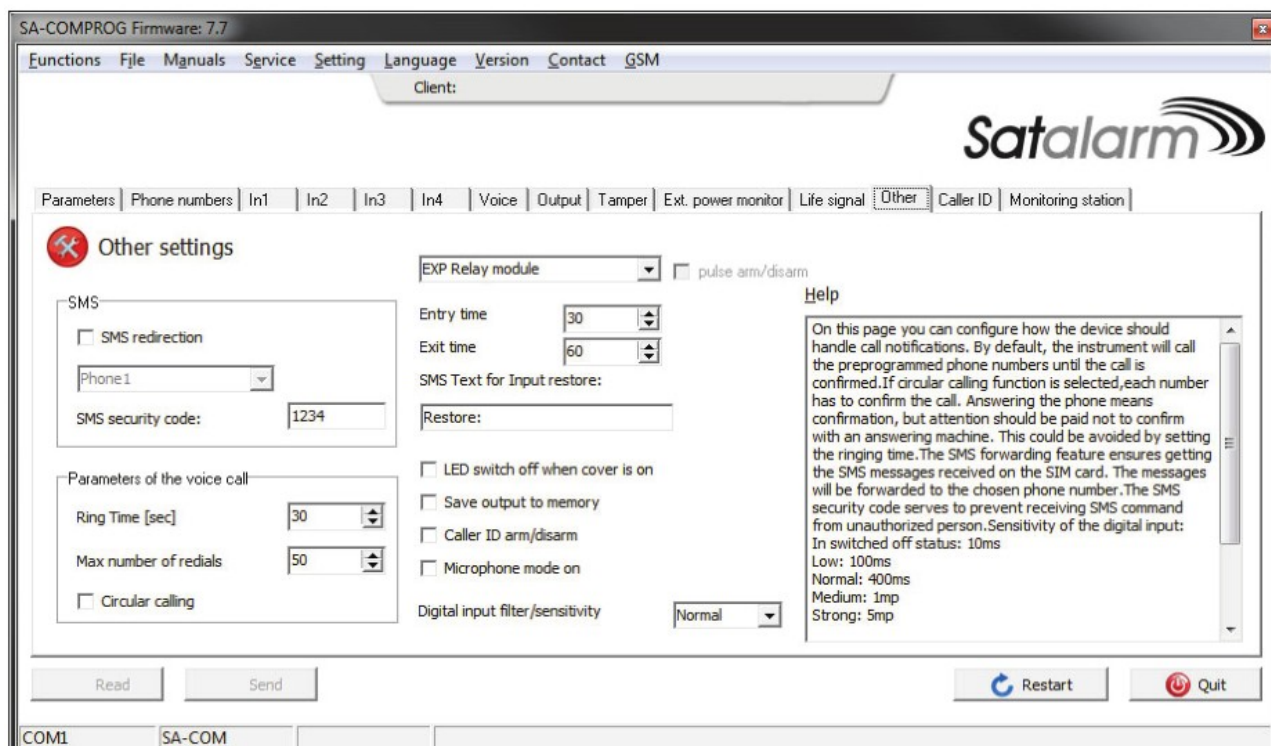 SA-COMPROG Firmware: 7.7
Functions File Manuals Service Setting Language Version Contact GSM
Client:
Satalarm
Parameters Phone numbers In1 In2 In3 In4 Voice Output Tamper Ext. power monitor Life signal Other Caller ID Monitoring station
Other settings
SMS
SMS redirection
Phone1
SMS security code: 1234
Parameters of the voice call
Ring Time [sec] 30
Max number of redials 50
Circular calling
EXP Relay module pulse arm/disarm
Entry time 30
Exit time 60
SMS Text for Input restore:
Restore:
LED switch off when cover is on
Save output to memory
Caller ID arm/disarm
Microphone mode on
Digital input filter/sensitivity Normal
Help
On this page you can configure how the device should
handle call notifications. By default, the instrument will call
the preprogrammed phone numbers until the call is
confirmed.If circular calling function is selected,each number
has to confirm the call. Answering the phone means
confirmation, but attention should be paid not to confirm
with an answering machine. This could be avoided by setting
the ringing time.The SMS forwarding feature ensures getting
the SMS messages received on the SIM card. The messages
will be forwarded to the chosen phone number.The SMS
security code serves to prevent receiving SMS command
from unauthorized person.Sensitivity of the digital input:
In switched off status: 10ms
Low: 100ms
Normal: 400ms
Medium: 1mp
Strong: 5mp
Read Send Restart Quit
COM1 SA-COM